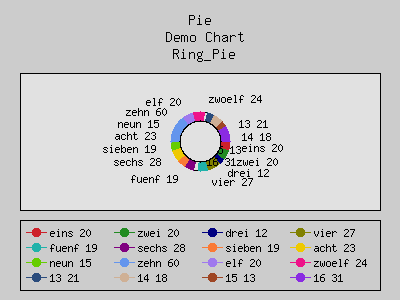 Pie
Demo Chart
Ring_Pie
elf 20
zwoelf 24
zehn 60
neun 15
13 21
acht 23
14 18
sieben 19
15 13
eins 20
sechs 28
16 31
zwei 20
drei 12
fuenf 19
vier 27
eins 20 zwei 20 drei 12 vier 27
fuenf 19 sechs 28 sieben 19 acht 23
neun 15 zehn 60 elf 20 zwoelf 24
13 21 14 18 15 13 16 31